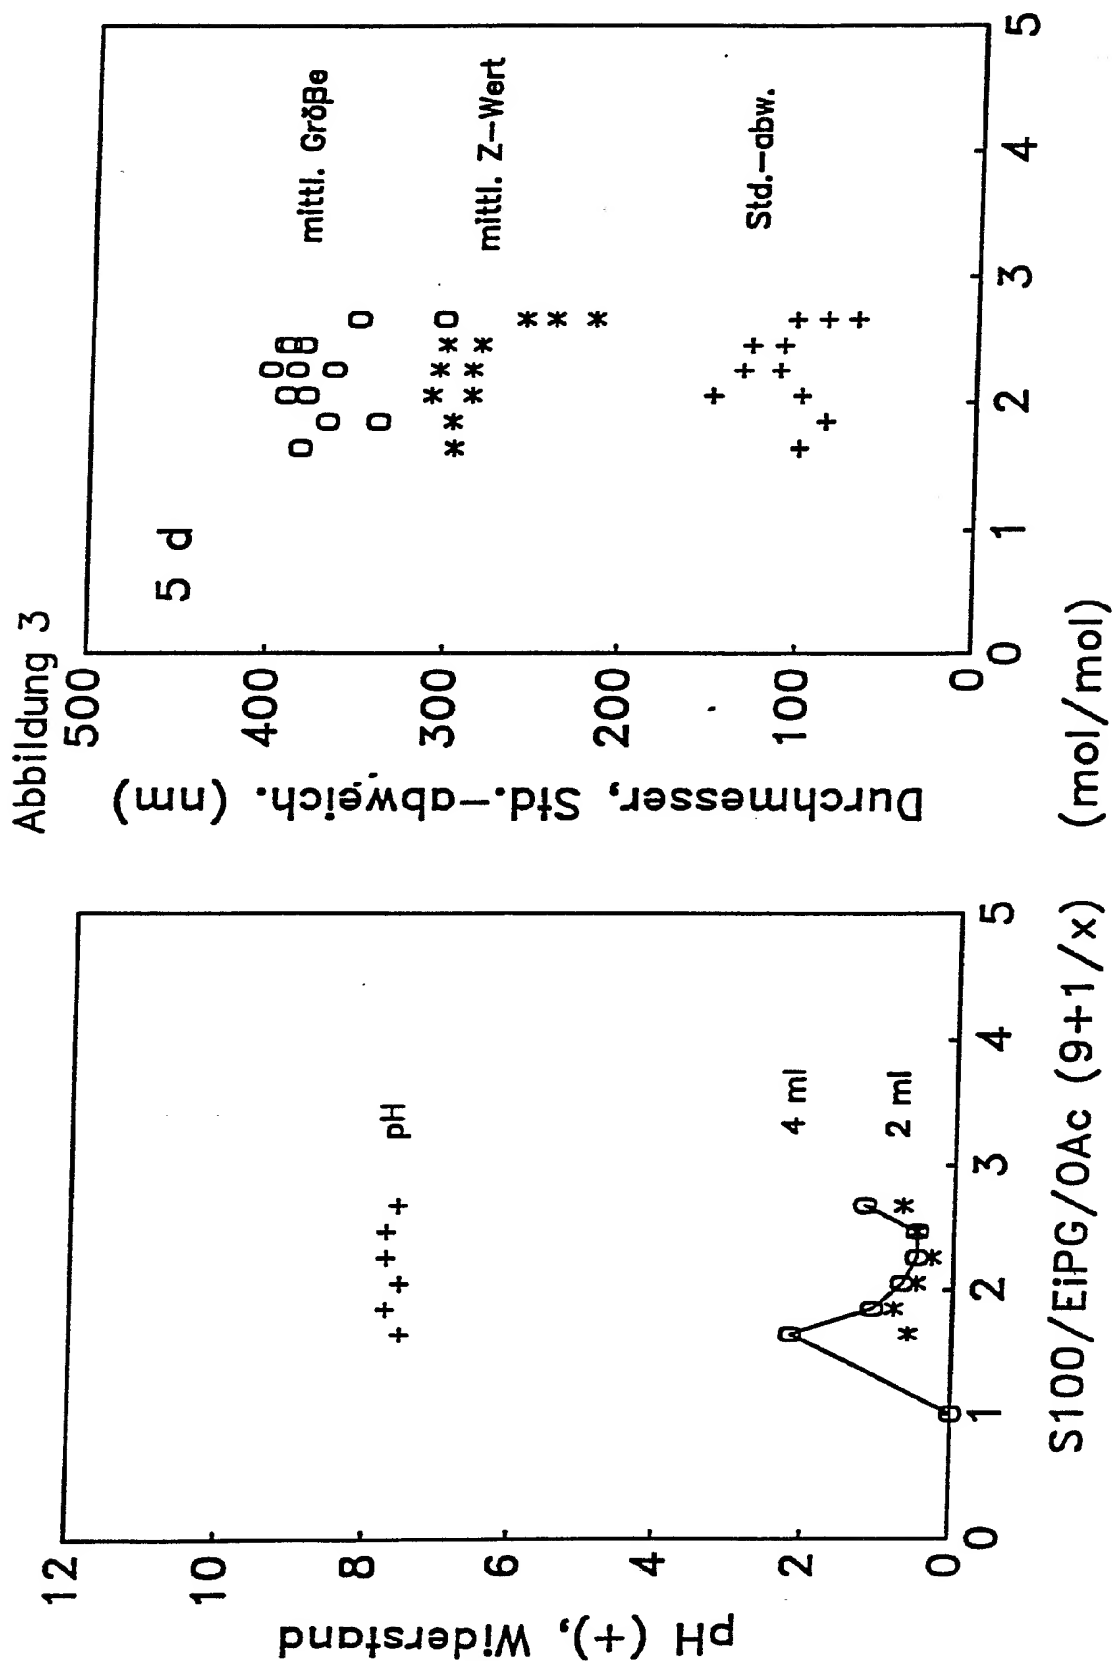 Abbildung 3
pH (+), Widerstand
12
10
8
6
4
2
0
pH
4 ml
2 ml
0 1 2 3 4 5
Durchmesser, Std.-abweich. (nm)
500
400
300
200
100
0
5 d
mittl. Größe
mittl. Z-Wert
Std.-abw.
0 1 2 3 4 5
S100/EiPG/OAc (9+1/x) (mol/mol)